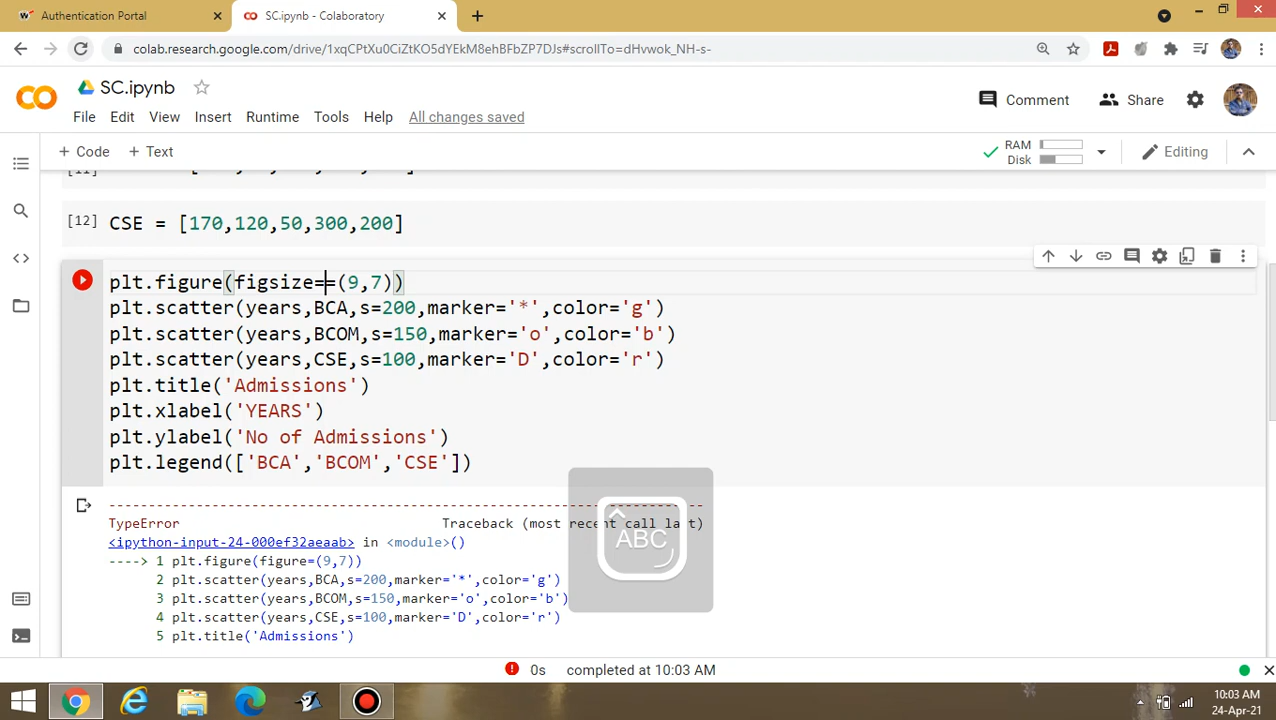 Authentication Portal
SC.ipynb - Colaboratory
colab.research.google.com/drive/1xqCPtXu0CiZtKO5dYEkM8ehBFbZP7DJs#scrollTo=dHvwok_NH-s-
SC.ipynb
Comment
Share
File Edit View Insert Runtime Tools Help All changes saved
+ Code + Text
RAM
Disk
Editing
[11]
[12] CSE = [170,120,50,300,200]
plt.figure(figsize==(9,7))
plt.scatter(years,BCA,s=200,marker='*',color='g')
plt.scatter(years,BCOM,s=150,marker='o',color='b')
plt.scatter(years,CSE,s=100,marker='D',color='r')
plt.title('Admissions')
plt.xlabel('YEARS')
plt.ylabel('No of Admissions')
plt.legend(['BCA','BCOM','CSE'])
ABC
TypeError Traceback (most recent call last)
<ipython-input-24-000ef32aeaab> in <module>()
----> 1 plt.figure(figure=(9,7))
2 plt.scatter(years,BCA,s=200,marker='*',color='g')
3 plt.scatter(years,BCOM,s=150,marker='o',color='b')
4 plt.scatter(years,CSE,s=100,marker='D',color='r')
5 plt.title('Admissions')
0s completed at 10:03 AM
10:03 AM
24-Apr-21